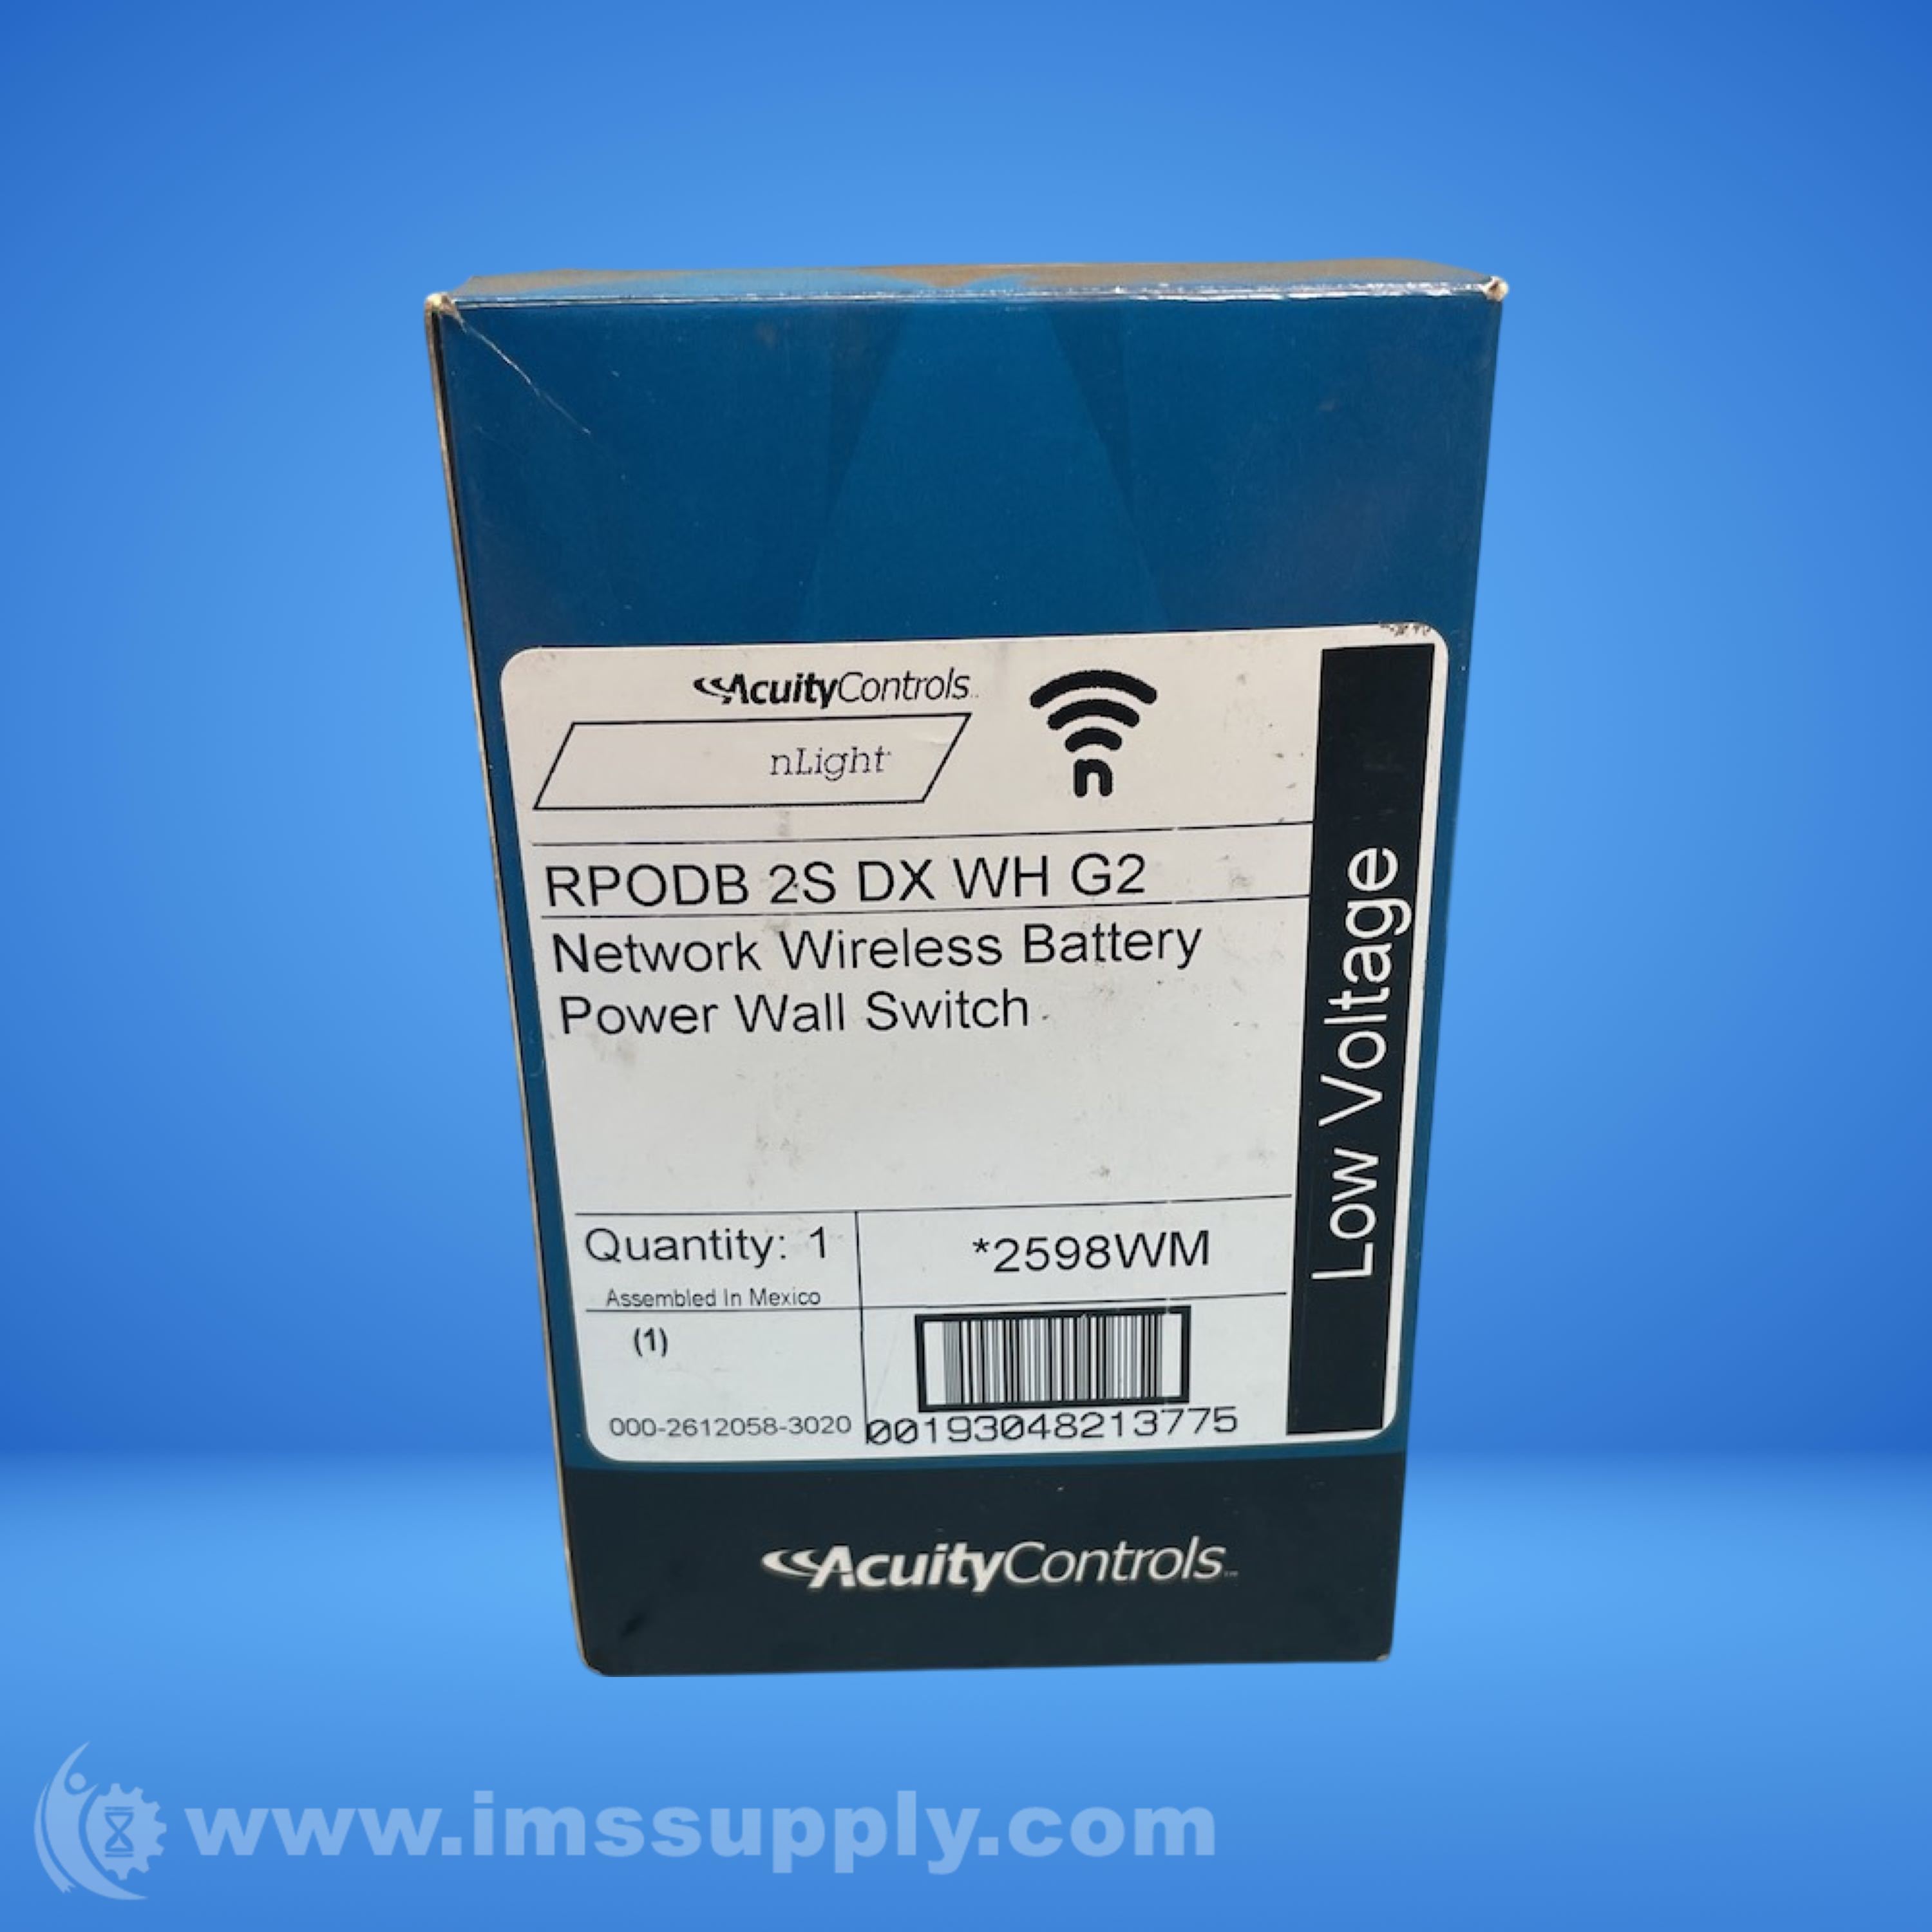 AcuityControls
nLight
n
RPODB 2S DX WH G2
Network Wireless Battery
Power Wall Switch
Low Voltage
Quantity: 1
*2598WM
Assembled In Mexico
(1)
000-2612058-3020
00193048213775
AcuityControls™
www.imssupply.com